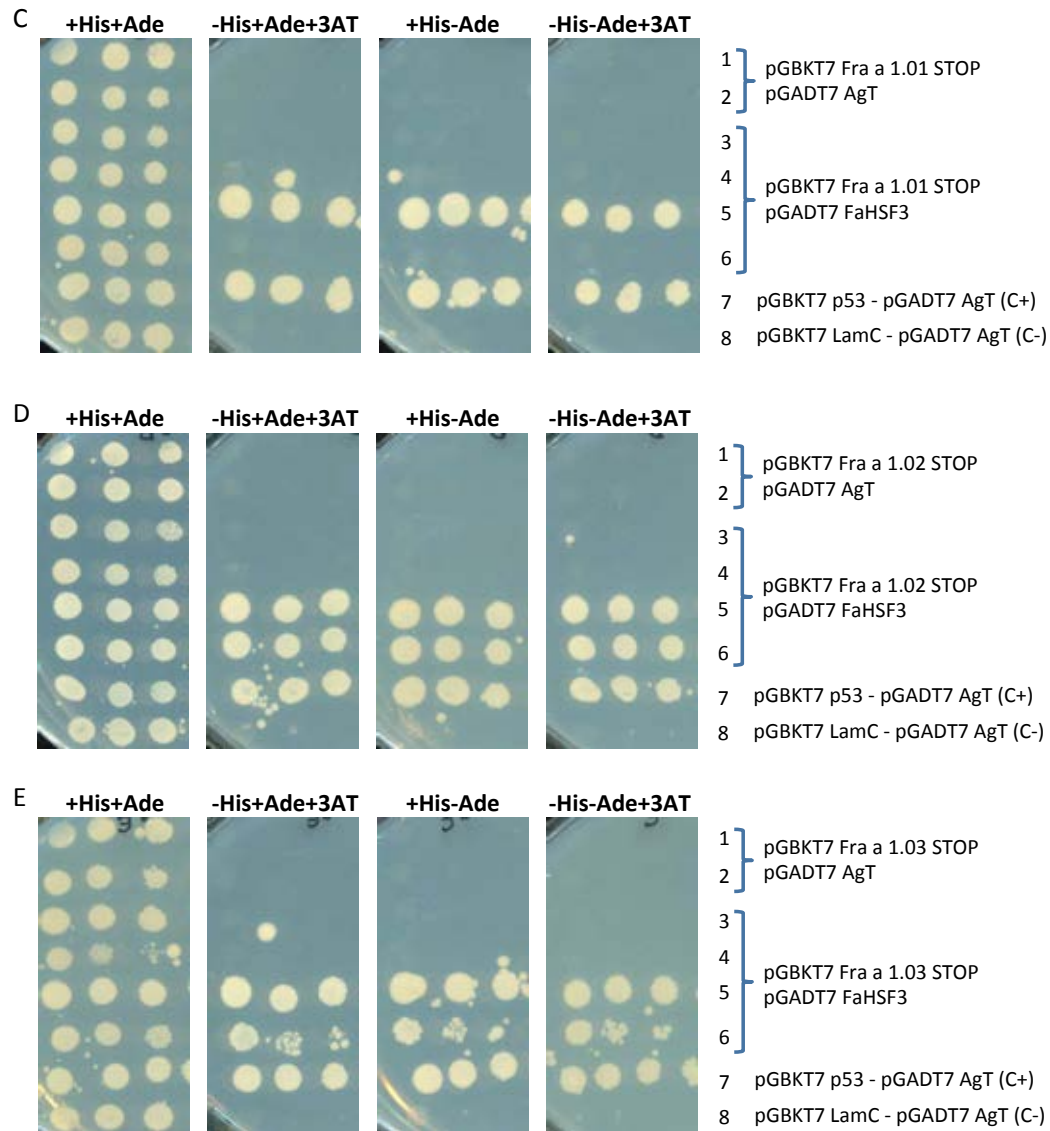 C
+His+Ade -His+Ade+3AT +His-Ade -His-Ade+3AT
1
2
pGBKT7 Fra a 1.01 STOP
pGADT7 AgT
3
4
5
6
pGBKT7 Fra a 1.01 STOP
pGADT7 FaHSF3
7 pGBKT7 p53 - pGADT7 AgT (C+)
8 pGBKT7 LamC - pGADT7 AgT (C-)
D
+His+Ade -His+Ade+3AT +His-Ade -His-Ade+3AT
1
2
pGBKT7 Fra a 1.02 STOP
pGADT7 AgT
3
4
5
6
pGBKT7 Fra a 1.02 STOP
pGADT7 FaHSF3
7 pGBKT7 p53 - pGADT7 AgT (C+)
8 pGBKT7 LamC - pGADT7 AgT (C-)
E
+His+Ade -His+Ade+3AT +His-Ade -His-Ade+3AT
1
2
pGBKT7 Fra a 1.03 STOP
pGADT7 AgT
3
4
5
6
pGBKT7 Fra a 1.03 STOP
pGADT7 FaHSF3
7 pGBKT7 p53 - pGADT7 AgT (C+)
8 pGBKT7 LamC - pGADT7 AgT (C-)